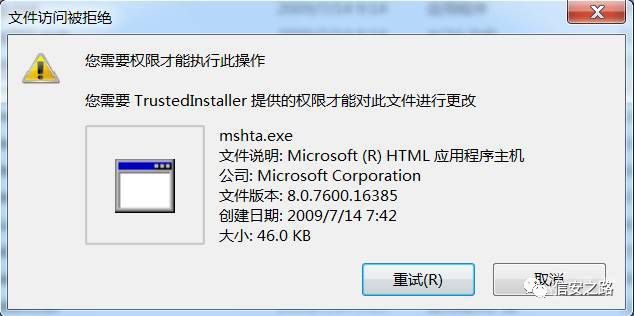 文件访问被拒绝
您需要权限才能执行此操作
您需要 TrustedInstaller 提供的权限才能对此文件进行更改
mshta.exe
文件说明: Microsoft (R) HTML 应用程序主机
公司: Microsoft Corporation
文件版本: 8.0.7600.16385
创建日期: 2009/7/14 7:42
大小: 46.0 KB
重试(R)
取消
信安之路